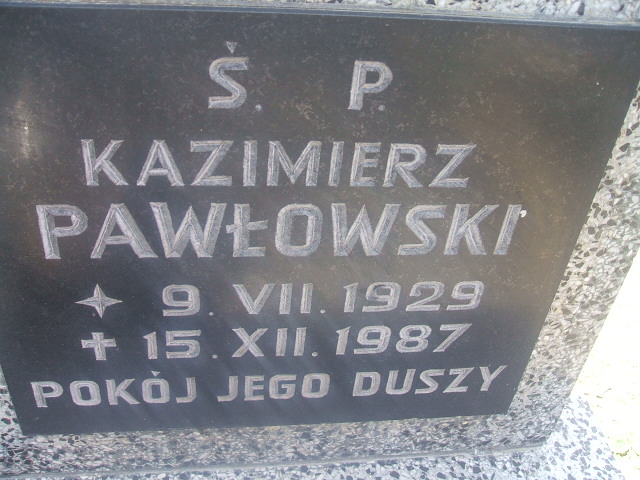 Ś. P.
KAZIMIERZ
PAWŁOWSKI
9. VII. 1929
15. XII. 1987
POKÓJ JEGO DUSZY